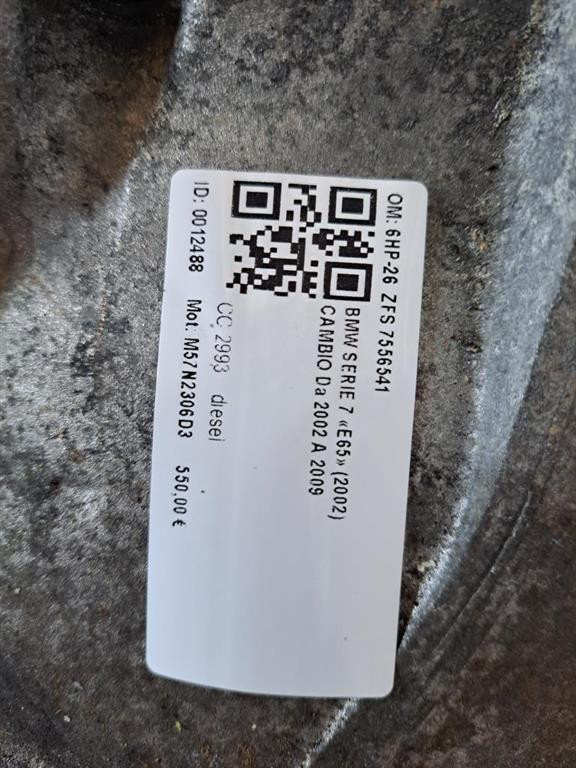 OM: 6HP-26 ZFS 7556541
BMW SERIE 7 «E65» (2002)
CAMBIO Da 2002 A 2009
CC 2993 diesel
ID: 0012488 Mot: M57N2306D3 550,00 €